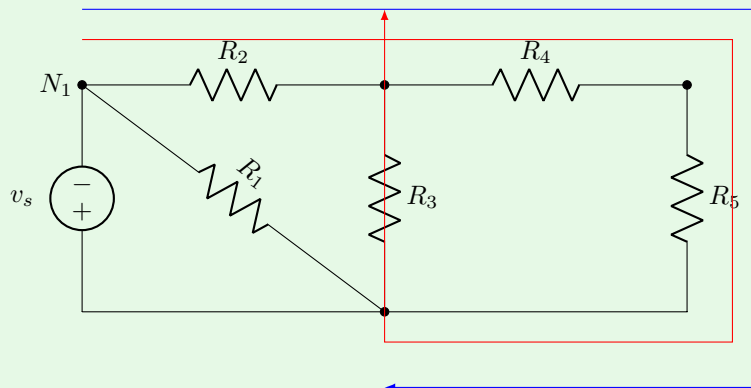 R₂
R₄
N₁
R₁
−
+
vₛ
R₃
R₅